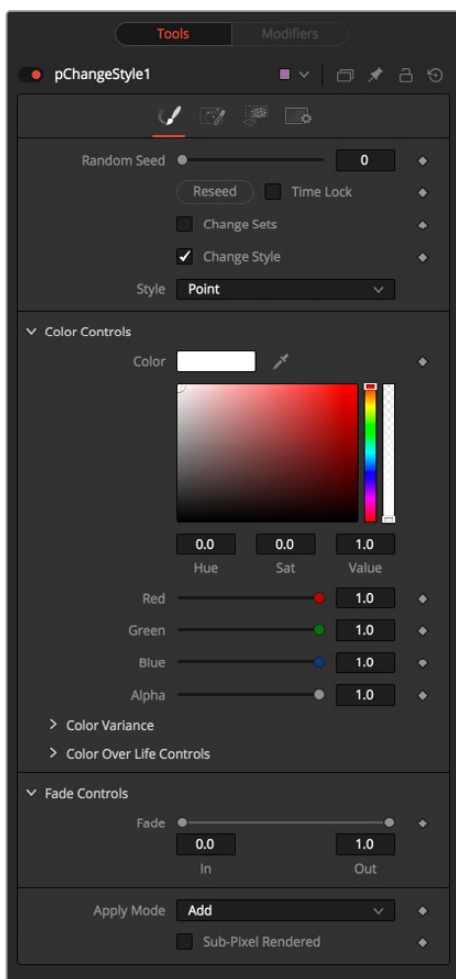 Tools Modifiers
pChangeStyle1
Random Seed 0
Reseed Time Lock
Change Sets
Change Style
Style Point
Color Controls
Color
0.0 0.0 1.0
Hue Sat Value
Red 1.0
Green 1.0
Blue 1.0
Alpha 1.0
Color Variance
Color Over Life Controls
Fade Controls
Fade
0.0 1.0
In Out
Apply Mode Add
Sub-Pixel Rendered